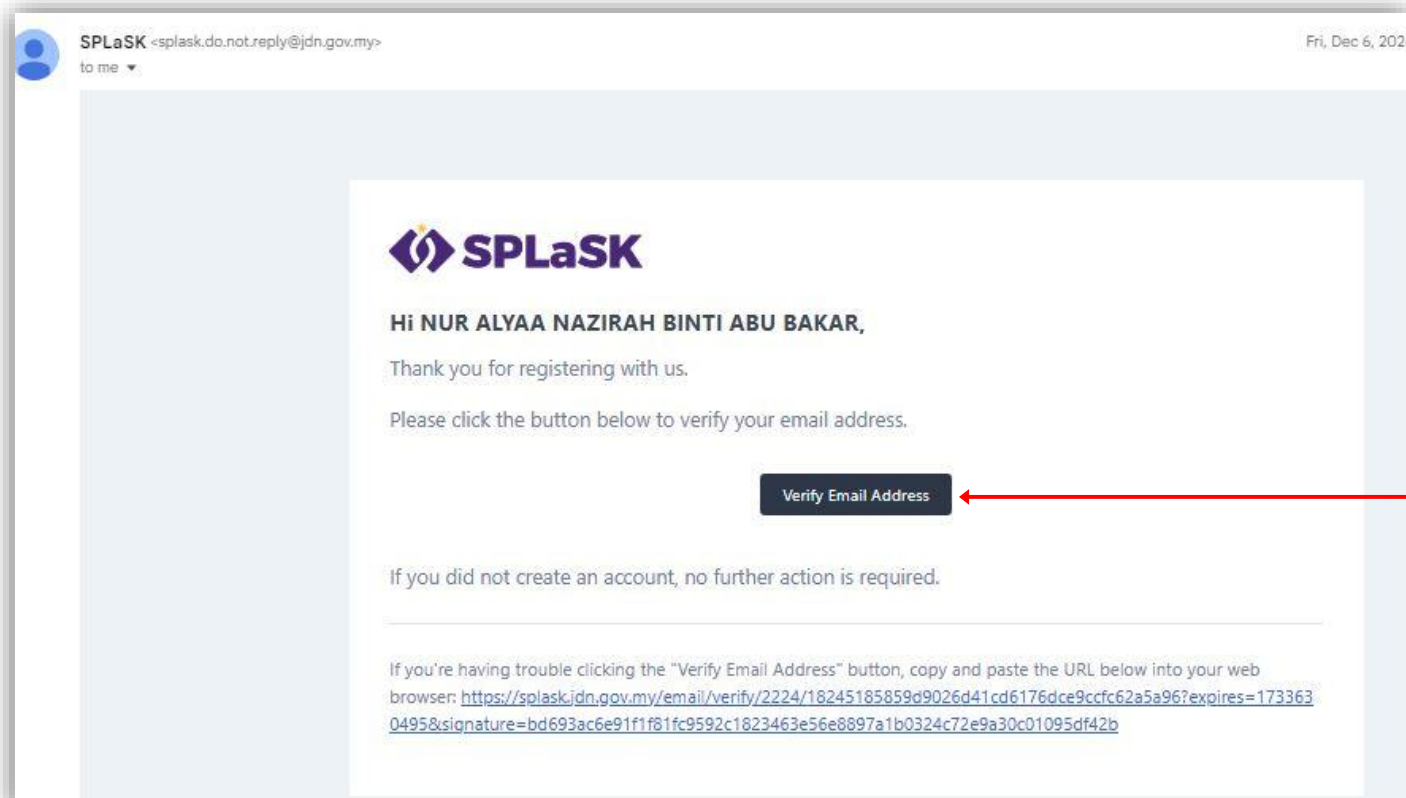 SPLaSK <splask.do.not.reply@jdn.gov.my>
Fri, Dec 6, 202
to me
SPLaSK
Hi NUR ALYAA NAZIRAH BINTI ABU BAKAR,
Thank you for registering with us.
Please click the button below to verify your email address.
Verify Email Address
If you did not create an account, no further action is required.
If you're having trouble clicking the "Verify Email Address" button, copy and paste the URL below into your web
browser: https://splask.jdn.gov.my/email/verify/2224/18245185859d9026d41cd6176dce9ccfc62a5a96?expires=173363
0495&signature=bd693ac6e91f1f81fc9592c1823463e56e8897a1b0324c72e9a30c01095df42b